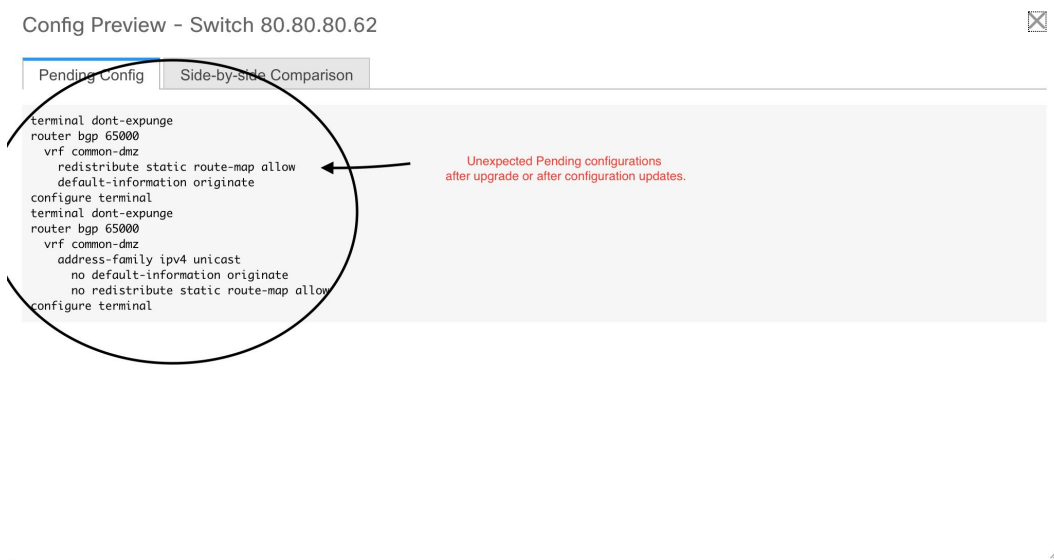 Config Preview - Switch 80.80.80.62
Pending Config
Side-by-side Comparison
terminal dont-expunge
router bgp 65000
  vrf common-dmz
    redistribute static route-map allow
    default-information originate
configure terminal
terminal dont-expunge
router bgp 65000
  vrf common-dmz
    address-family ipv4 unicast
      no default-information originate
      no redistribute static route-map allow
configure terminal
Unexpected Pending configurations
after upgrade or after configuration updates.